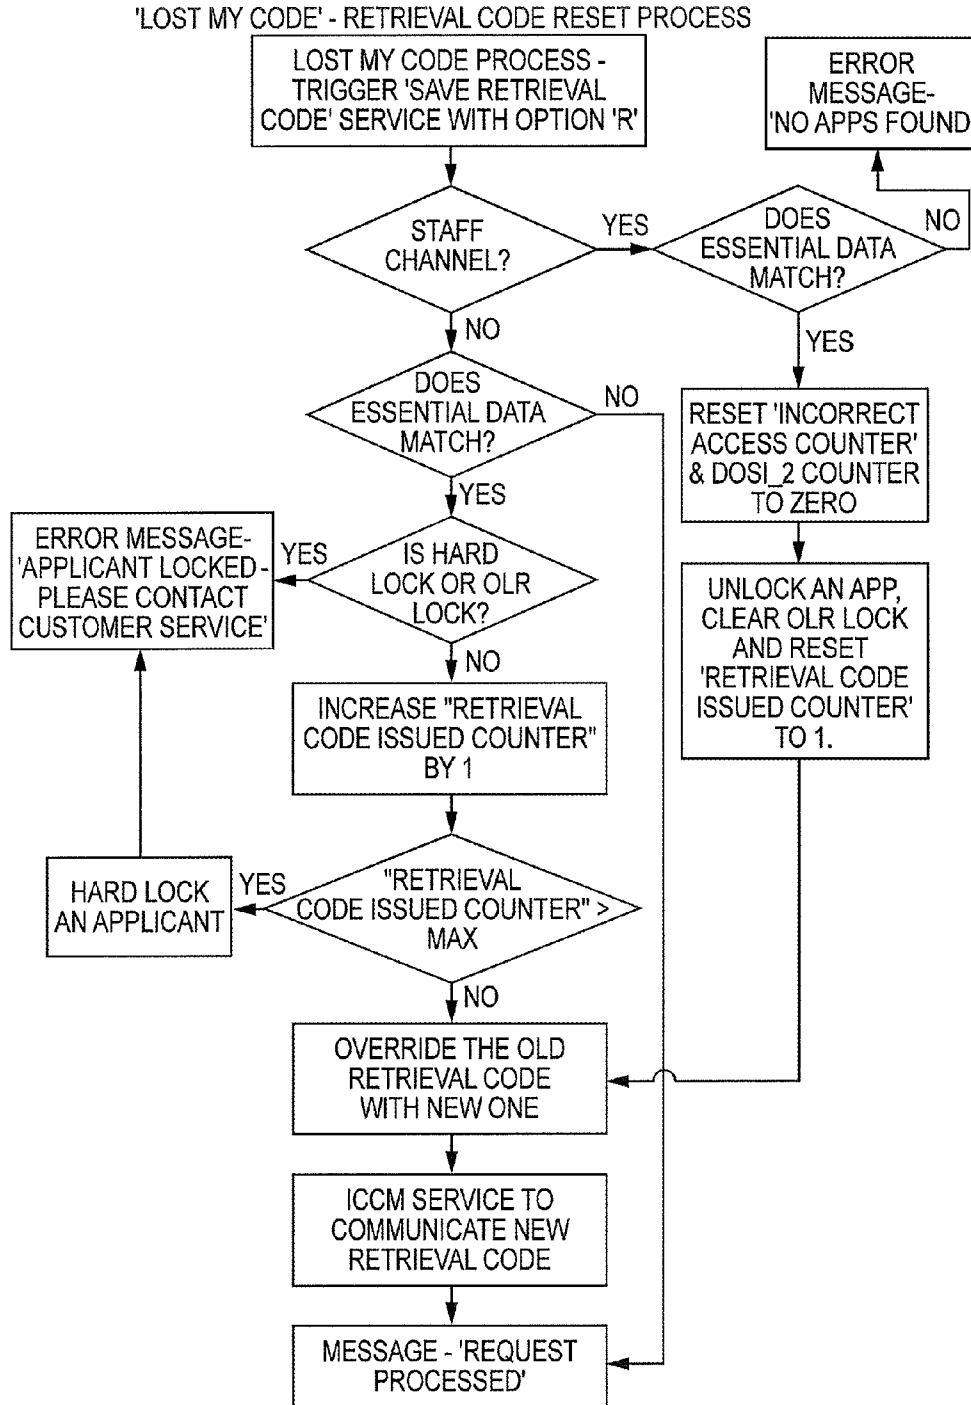 'LOST MY CODE' - RETRIEVAL CODE RESET PROCESS
LOST MY CODE PROCESS -
TRIGGER 'SAVE RETRIEVAL
CODE' SERVICE WITH OPTION 'R'
ERROR
MESSAGE-
'NO APPS FOUND
STAFF
CHANNEL?
YES
DOES
ESSENTIAL DATA
MATCH?
NO
NO
YES
DOES
ESSENTIAL DATA
MATCH?
NO
RESET 'INCORRECT
ACCESS COUNTER'
& DOSI_2 COUNTER
TO ZERO
YES
ERROR MESSAGE-
'APPLICANT LOCKED -
PLEASE CONTACT
CUSTOMER SERVICE'
YES
IS HARD
LOCK OR OLR
LOCK?
UNLOCK AN APP,
CLEAR OLR LOCK
AND RESET
'RETRIEVAL CODE
ISSUED COUNTER'
TO 1.
NO
INCREASE "RETRIEVAL
CODE ISSUED COUNTER"
BY 1
HARD LOCK
AN APPLICANT
YES
"RETRIEVAL
CODE ISSUED COUNTER" >
MAX
NO
OVERRIDE THE OLD
RETRIEVAL CODE
WITH NEW ONE
ICCM SERVICE TO
COMMUNICATE NEW
RETRIEVAL CODE
MESSAGE - 'REQUEST
PROCESSED'